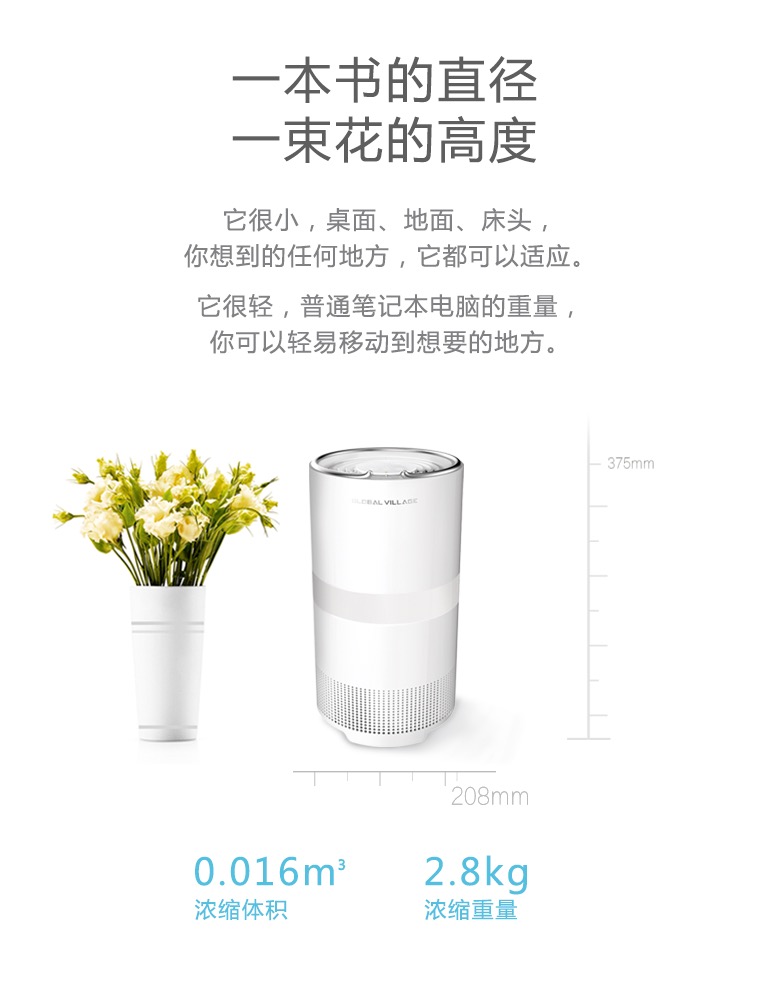 一本书的直径
一束花的高度
它很小，桌面、地面、床头，
你想到的任何地方，它都可以适应。
它很轻，普通笔记本电脑的重量，
你可以轻易移动到想要的地方。
375mm
GLOBAL VILLAGE
208mm
0.016m³
浓缩体积
2.8kg
浓缩重量